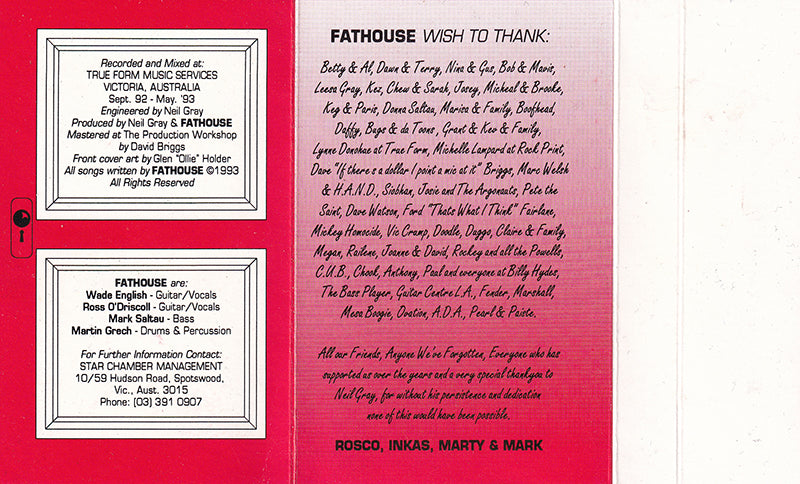 Recorded and Mixed at:
TRUE FORM MUSIC SERVICES
VICTORIA, AUSTRALIA
Sept. 92 - May. '93
Engineered by Neil Gray
Produced by Neil Gray & FATHOUSE
Mastered at The Production Workshop
by David Briggs
Front cover art by Glen "Ollie" Holder
All songs written by FATHOUSE ©1993
All Rights Reserved
FATHOUSE are:
Wade English - Guitar/Vocals
Ross O'Driscoll - Guitar/Vocals
Mark Saltau - Bass
Martin Grech - Drums & Percussion
For Further Information Contact:
STAR CHAMBER MANAGEMENT
10/59 Hudson Road, Spotswood,
Vic., Aust. 3015
Phone: (03) 391 0907
FATHOUSE WISH TO THANK:
Betty & Al, Dawn & Terry, Nina & Gus, Bob & Mavis,
Leesa Gray, Kez, Chew & Sarah, Josey, Micheal & Brooke,
Keg & Paris, Donna Saltau, Marisa & Family, Boofhead,
Daffy, Bugs & da Toons, Grant & Kev & Family,
Lynne Donohae at True Form, Michelle Lampard at Rock Print,
Dave "If there s a dollar I point a mic at it" Briggs, Marc Welsh
& H.A.N.D., Siobhan, Josie and The Argonauts, Pete the
Saint, Dave Watson, Ford "Thats What I Think" Fairlane,
Mickey Homocide, Vic Crump, Doodle, Duggo, Claire & Family,
Megan, Railene, Joanne & David, Rockey and all the Powells,
C.U.B., Chook, Anthony, Paul and everyone at Billy Hydes,
The Bass Player, Guitar Centre L.A., Fender, Marshall,
Mesa Boogie, Ovation, A.D.A., Pearl & Paiste.
All our Friends, Anyone We've Forgotten, Everyone who has
supported us over the years and a very special thankyou to
Neil Gray, for without his persistence and dedication
none of this would have been possible.
ROSCO, INKAS, MARTY & MARK